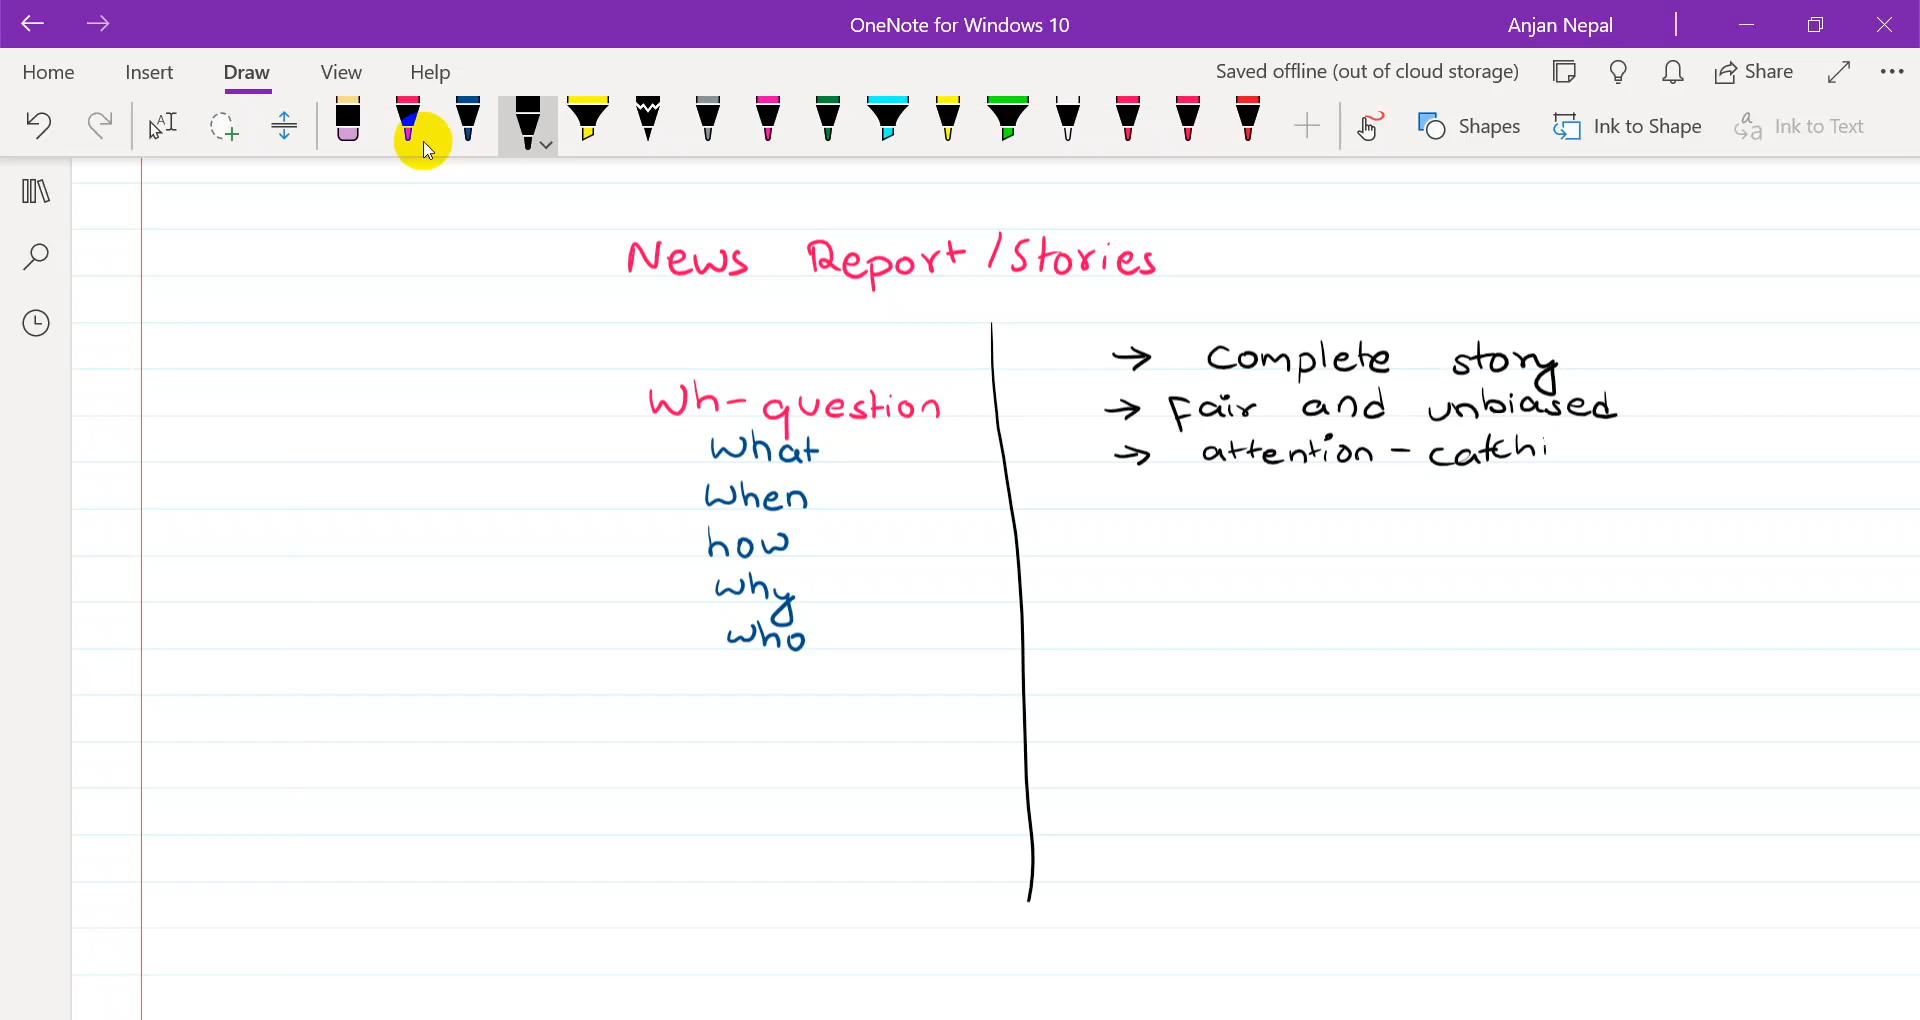 OneNote for Windows 10
Anjan Nepal
Home Insert Draw View Help
Saved offline (out of cloud storage)
Share
Shapes
Ink to Shape
Ink to Text
News Report / Stories
Wh-question
What
When
how
why
who
→ Complete story
→ Fair and unbiased
→ attention - catchi